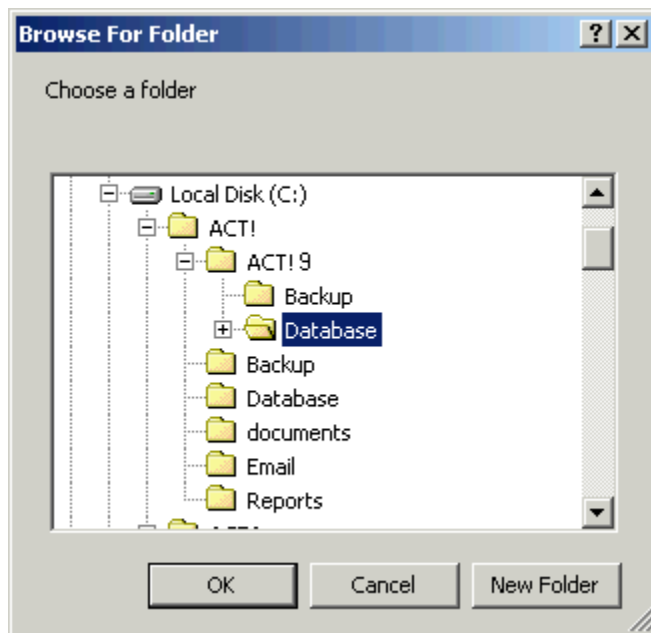 Browse For Folder
Choose a folder
Local Disk (C:)
ACT!
ACT! 9
Backup
Database
Backup
Database
documents
Email
Reports
OK Cancel New Folder